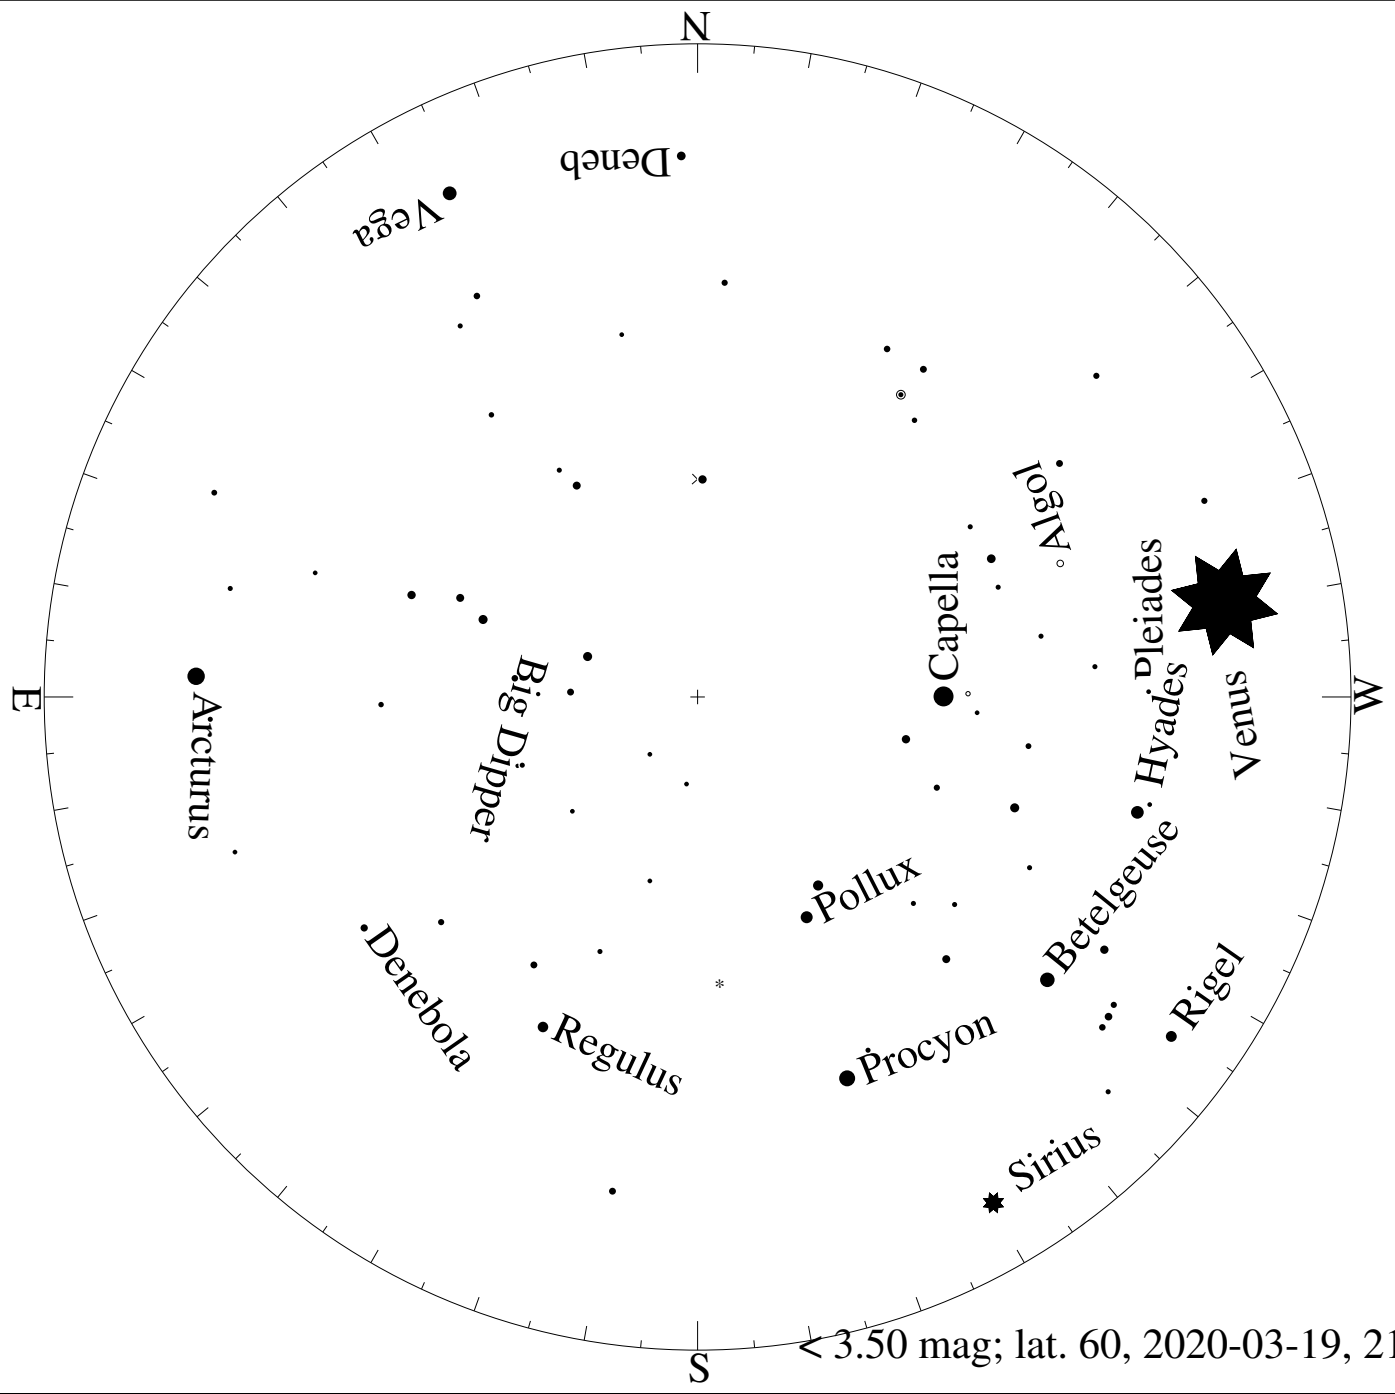 N
Deneb
Vega
Algol
Capella
Pleiades
Hyades
Venus
E
W
Arcturus
Big Dipper
Pollux
Betelgeuse
Rigel
Denebola
Regulus
Procyon
Sirius
< 3.50 mag; lat. 60, 2020-03-19, 21
S